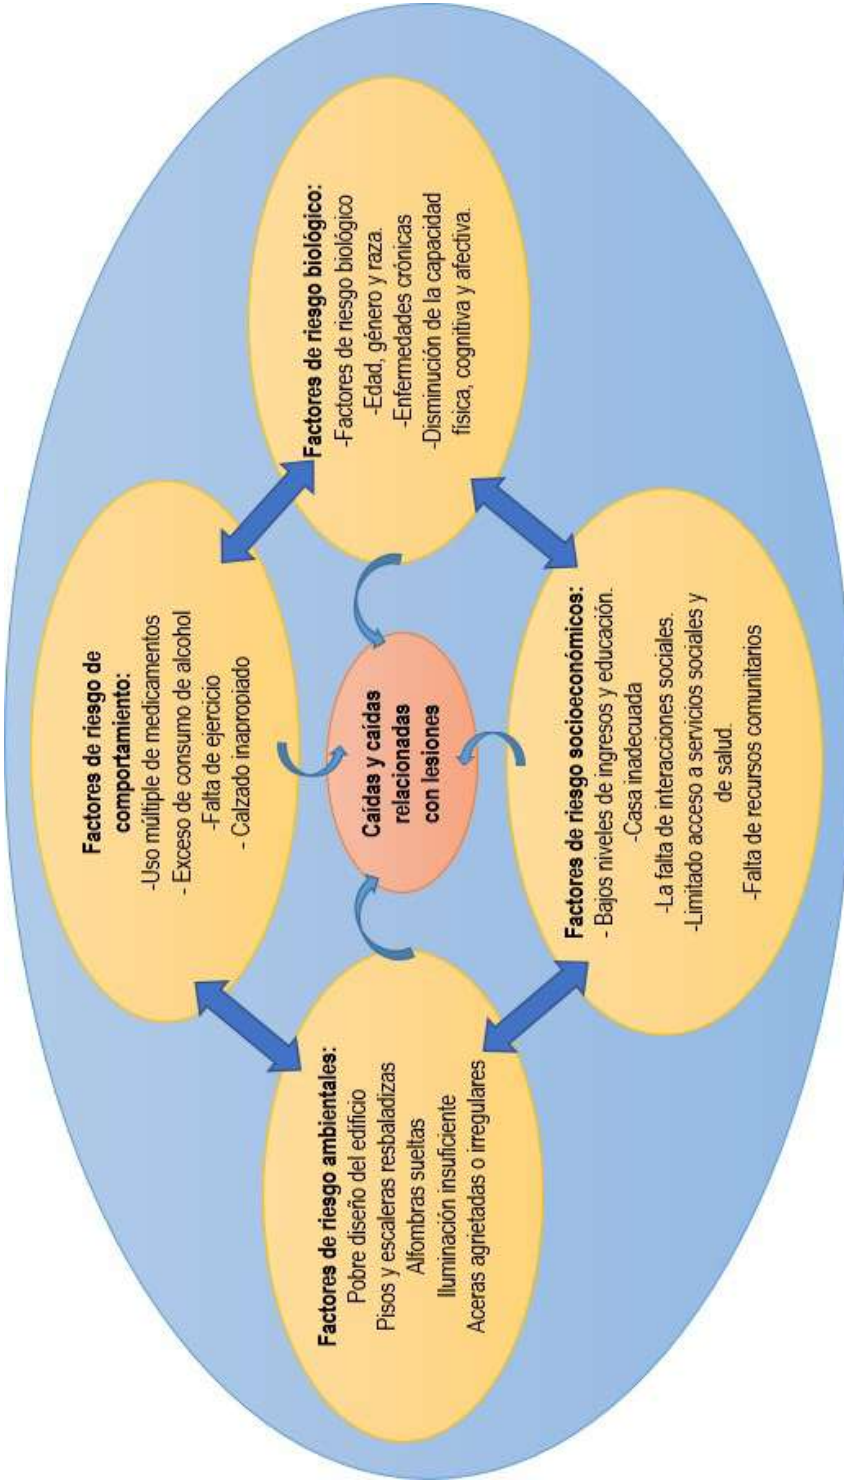 Factores de riesgo de
comportamiento:
-Uso múltiple de medicamentos
- Exceso de consumo de alcohol
-Falta de ejercicio
- Calzado inapropiado
Factores de riesgo ambientales:
Pobre diseño del edificio
Pisos y escaleras resbaladizas
Alfombras sueltas
Iluminación insuficiente
Aceras agrietadas o irregulares
Caídas y caídas
relacionadas
con lesiones
Factores de riesgo biológico:
-Factores de riesgo biológico
-Edad, género y raza.
-Enfermedades crónicas
-Disminución de la capacidad
física, cognitiva y afectiva.
Factores de riesgo socioeconómicos:
- Bajos niveles de ingresos y educación.
-Casa inadecuada
-La falta de interacciones sociales.
-Limitado acceso a servicios sociales y
de salud.
-Falta de recursos comunitarios